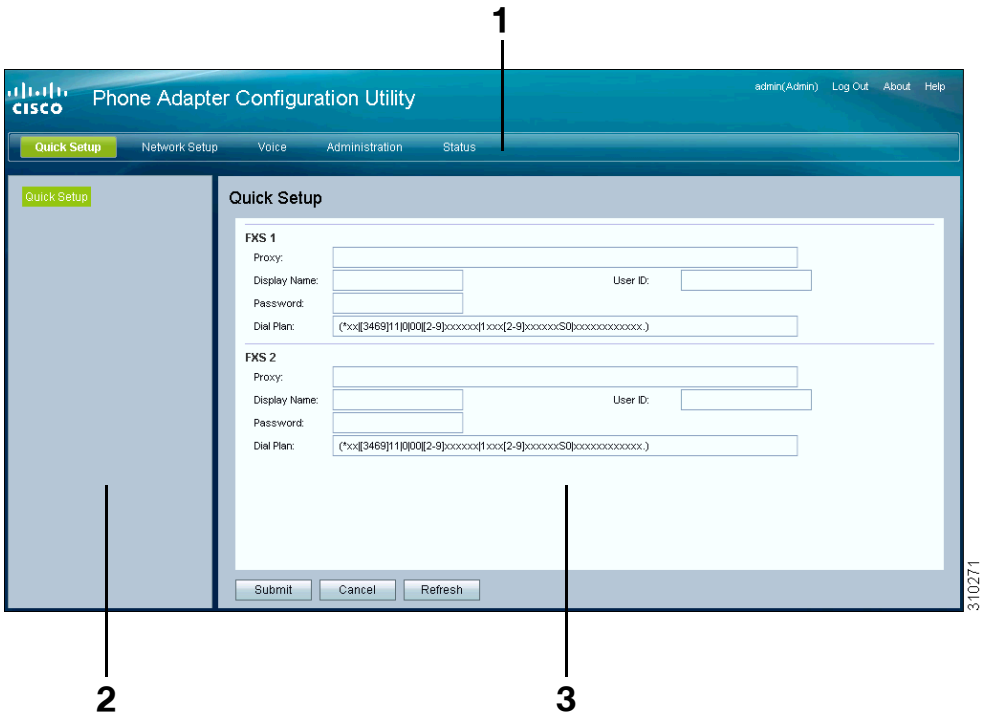 1
CISCO
Phone Adapter Configuration Utility
admin(Admin) Log Out About Help
Quick Setup Network Setup Voice Administration Status
Quick Setup
Quick Setup
FXS 1
Proxy:
Display Name: User ID:
Password:
Dial Plan: (*xx|[3469]11|0|00|[2-9]xxxxxx|1xxx[2-9]xxxxxxS0|xxxxxxxxxxxx.)
FXS 2
Proxy:
Display Name: User ID:
Password:
Dial Plan: (*xx|[3469]11|0|00|[2-9]xxxxxx|1xxx[2-9]xxxxxxS0|xxxxxxxxxxxx.)
Submit Cancel Refresh
310271
2 3